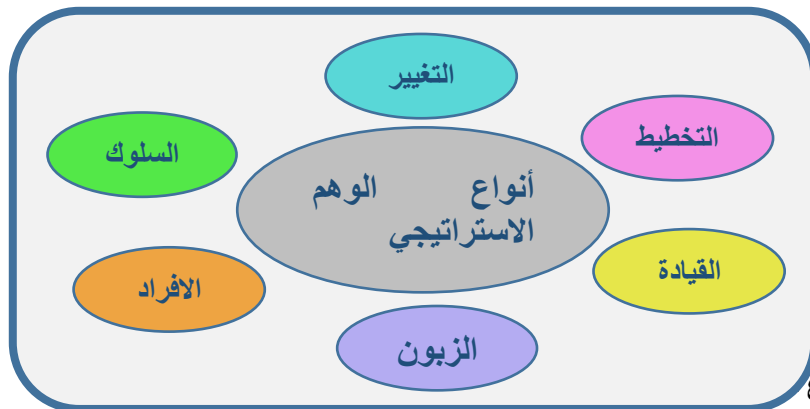 التغيير
التخطيط
السلوك
أنواع الوهم
الاستراتيجي
القيادة
الافراد
الزبون